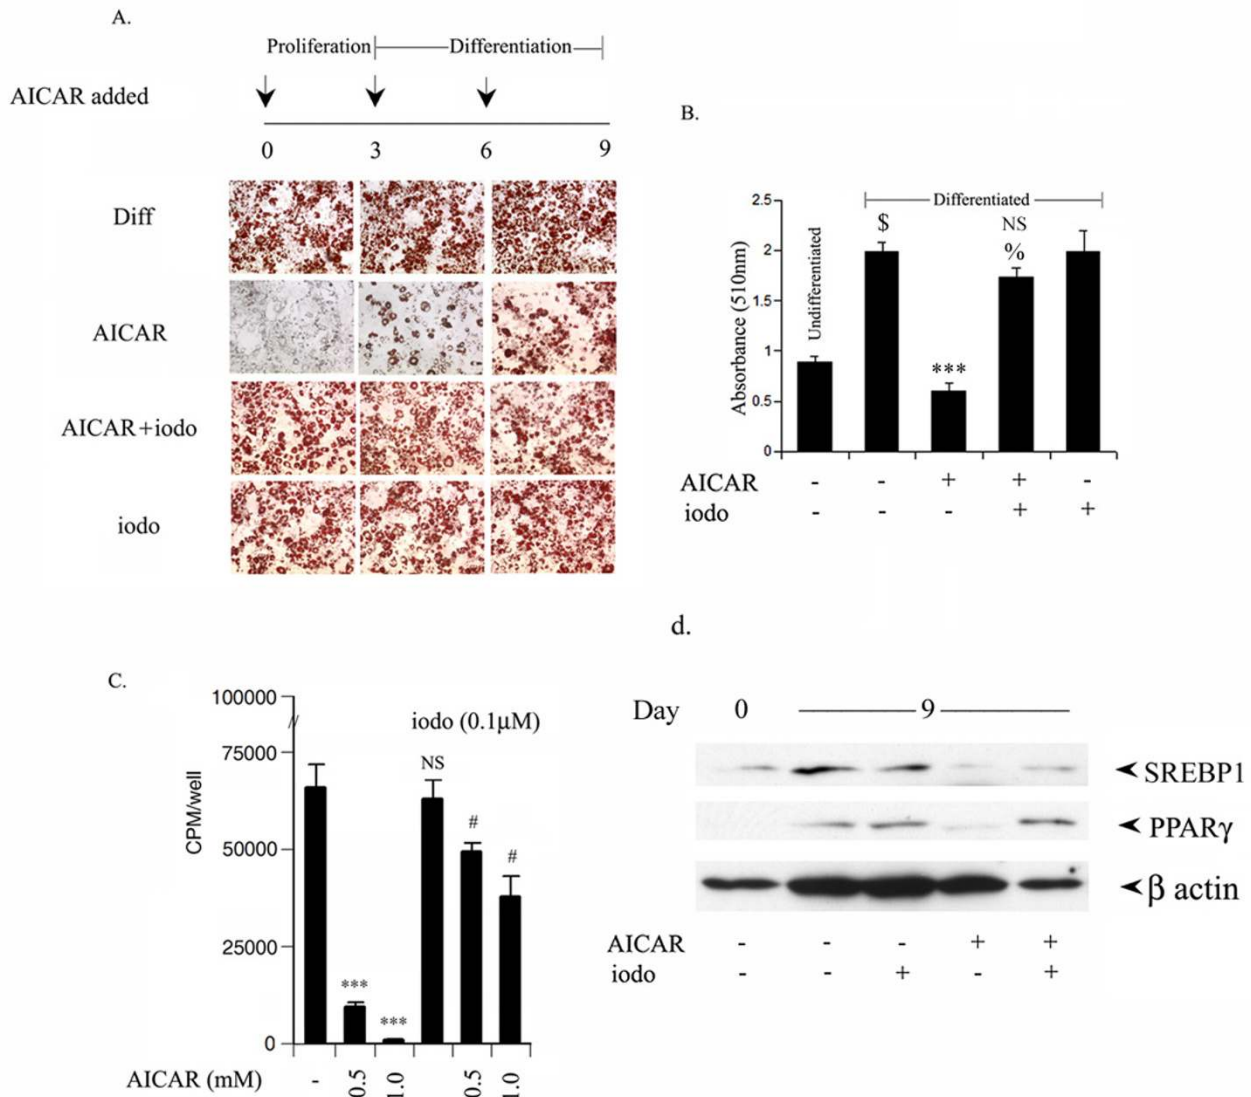 A.
Proliferation Differentiation
AICAR added
0 3 6 9
Diff
AICAR
AICAR+iodo
iodo
B.
Differentiated
2.5
2
1.5
1
0.5
0
Absorbance (510nm)
Undifferentiated
$
***
NS
%
AICAR - - + + -
iodo - - - + +
C.
100000
75000
50000
25000
0
CPM/well
iodo (0.1µM)
NS
#
#
***
***
AICAR (mM) - 0.5 1.0 0.5 1.0
d.
Day 0 9
SREBP1
PPARγ
β actin
AICAR - - - + +
iodo - - + - +